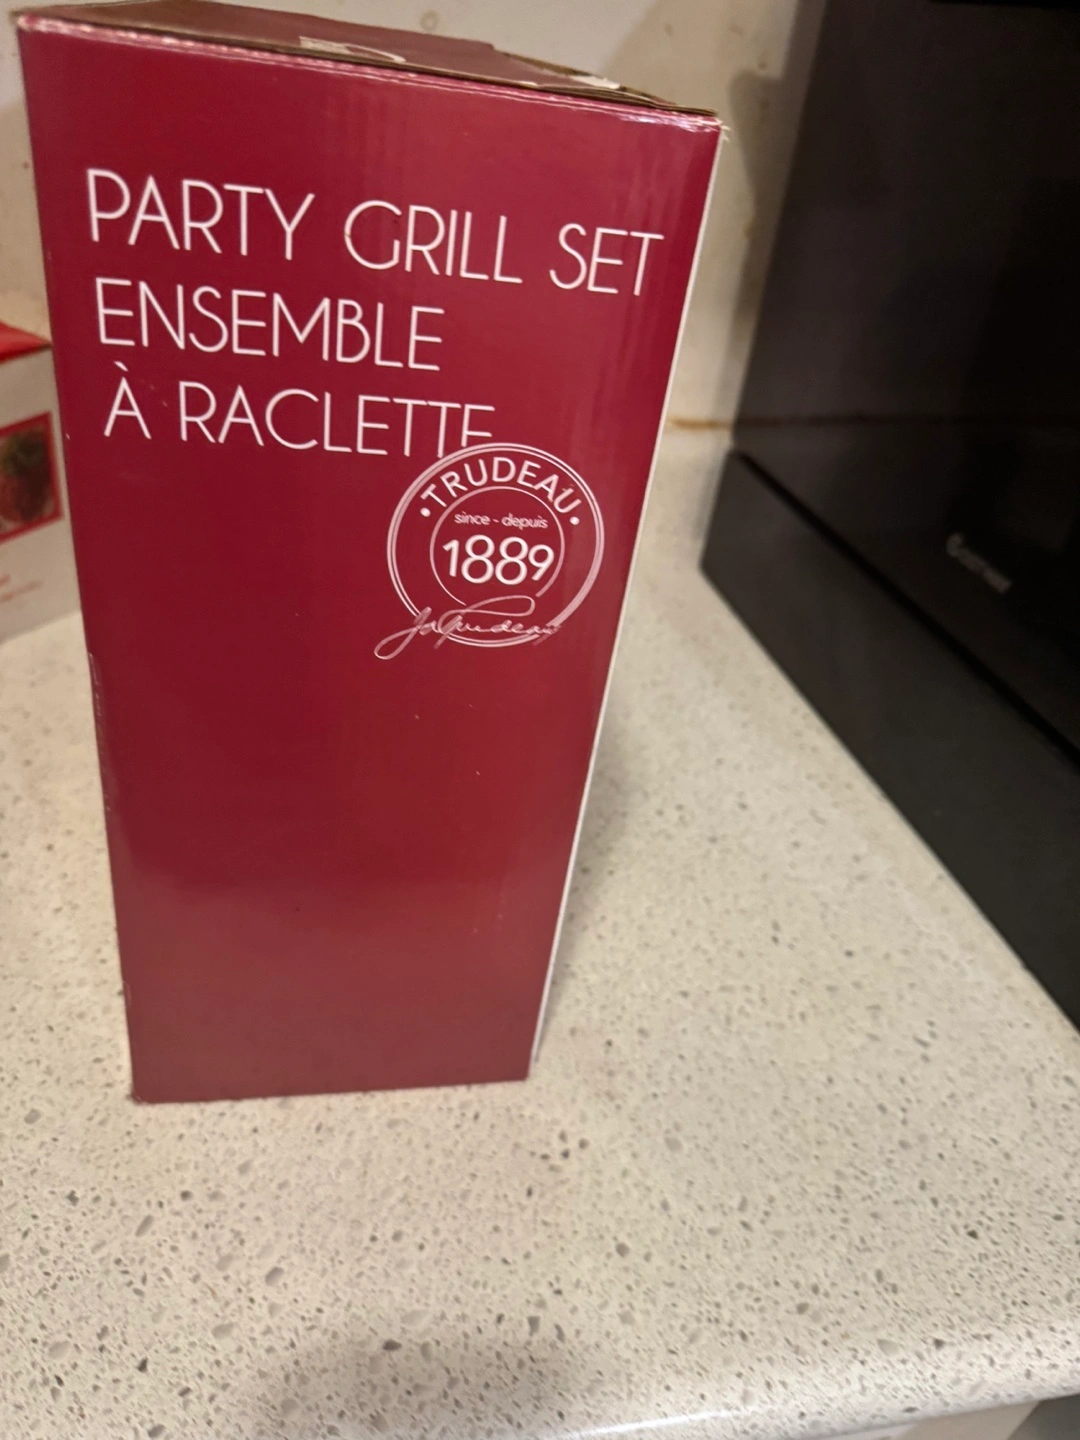 PARTY GRILL SET
ENSEMBLE
À RACLETTE
• TRUDEAU •
since - depuis
1889